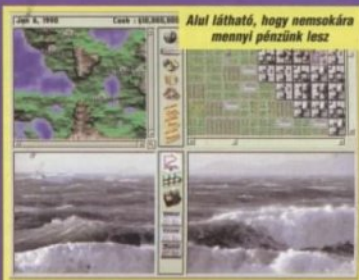 Jan 6, 1990
Cash : $10,000,000
Alul látható, hogy nemsokára
mennyi pénzünk lesz